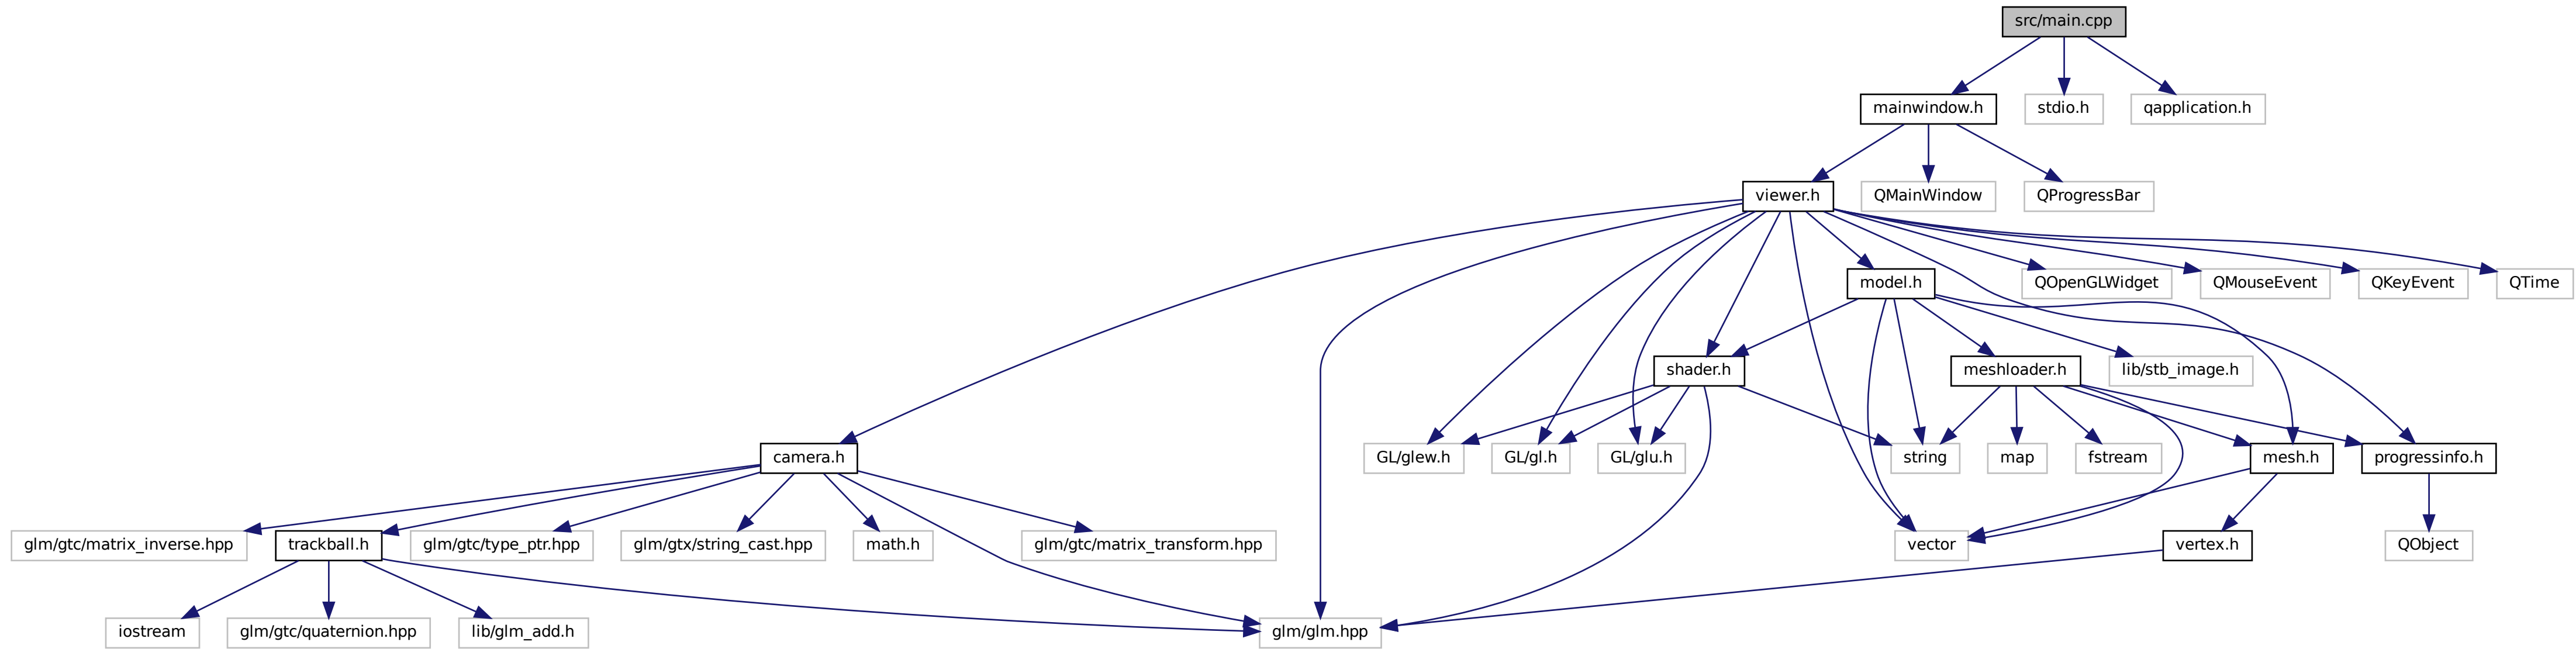 src/main.cpp
mainwindow.h
stdio.h
qapplication.h
viewer.h
QMainWindow
QProgressBar
model.h
QOpenGLWidget
QMouseEvent
QKeyEvent
QTime
shader.h
meshloader.h
lib/stb_image.h
camera.h
GL/glew.h
GL/gl.h
GL/glu.h
string
map
fstream
mesh.h
progressinfo.h
glm/gtc/matrix_inverse.hpp
trackball.h
glm/gtc/type_ptr.hpp
glm/gtx/string_cast.hpp
math.h
glm/gtc/matrix_transform.hpp
vector
vertex.h
QObject
iostream
glm/gtc/quaternion.hpp
lib/glm_add.h
glm/glm.hpp